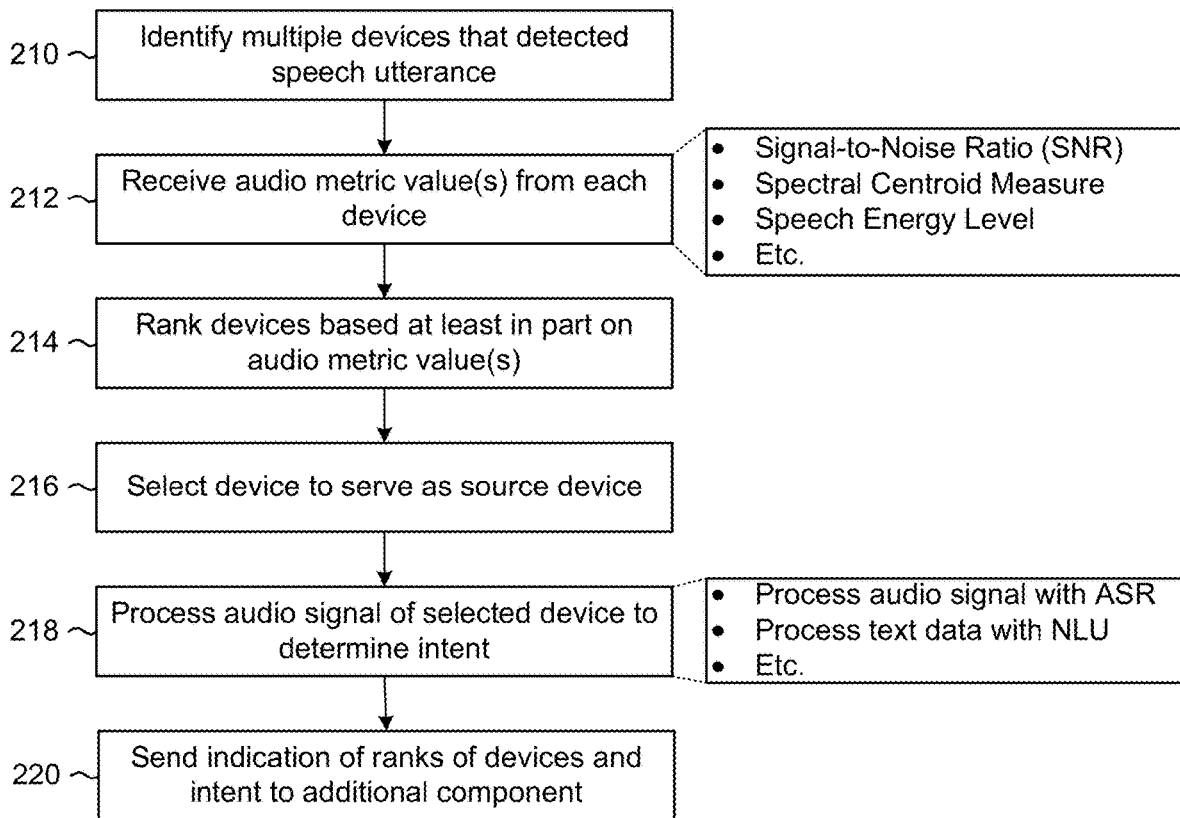 210
Identify multiple devices that detected
speech utterance
212
Receive audio metric value(s) from each
device
• Signal-to-Noise Ratio (SNR)
• Spectral Centroid Measure
• Speech Energy Level
• Etc.
214
Rank devices based at least in part on
audio metric value(s)
216
Select device to serve as source device
218
Process audio signal of selected device to
determine intent
• Process audio signal with ASR
• Process text data with NLU
• Etc.
220
Send indication of ranks of devices and
intent to additional component